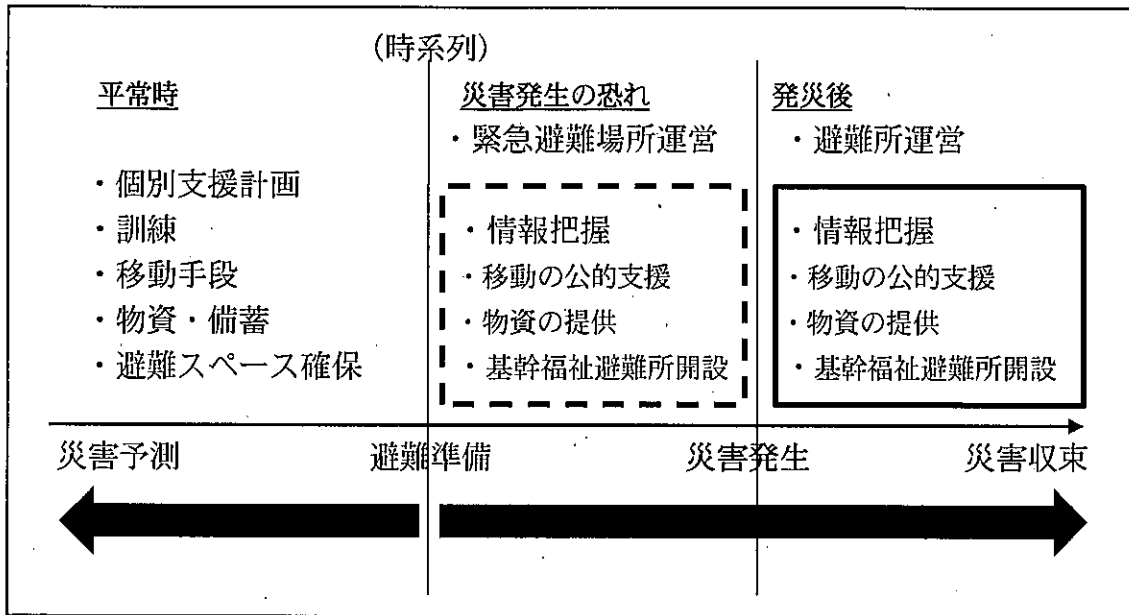 (時系列)
平常時
・個別支援計画
・訓練
・移動手段
・物資・備蓄
・避難スペース確保
災害発生の恐れ
・緊急避難場所運営
・情報把握
・移動の公的支援
・物資の提供
・基幹福祉避難所開設
発災後
・避難所運営
・情報把握
・移動の公的支援
・物資の提供
・基幹福祉避難所開設
災害予測
避難準備
災害発生
災害収束